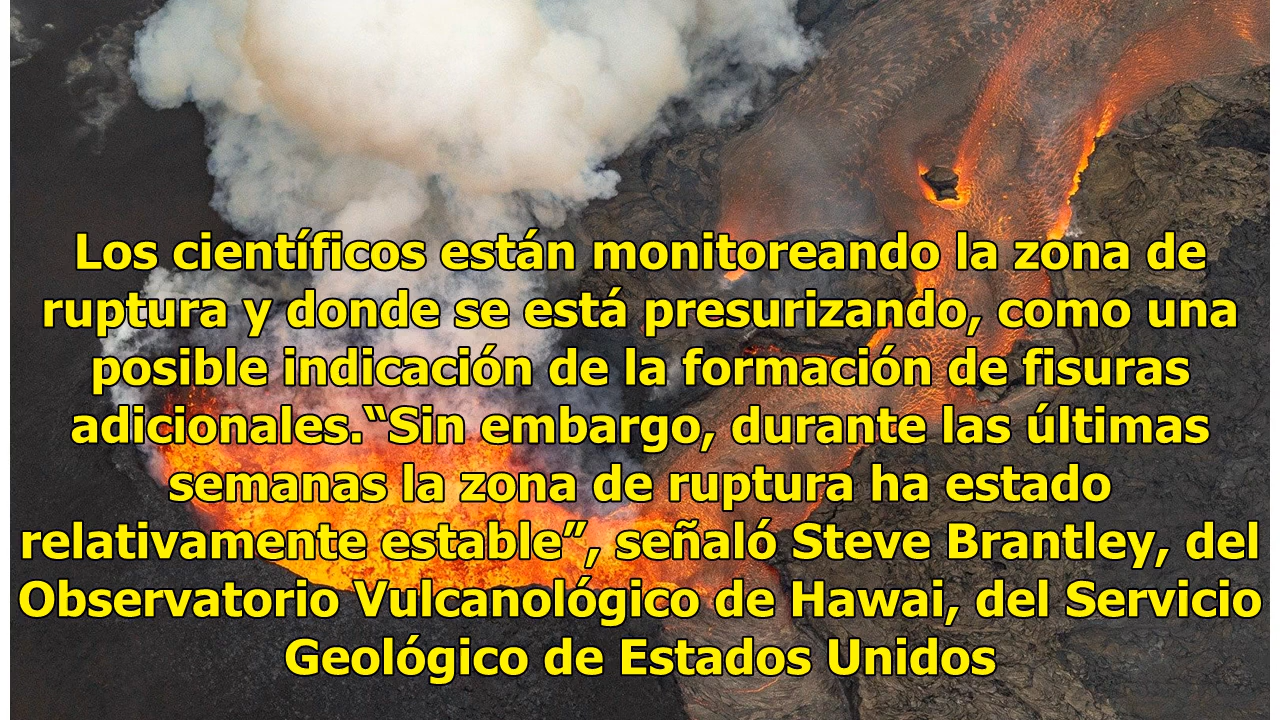 Los científicos están monitoreando la zona de
ruptura y donde se está presurizando, como una
posible indicación de la formación de fisuras
adicionales.“Sin embargo, durante las últimas
semanas la zona de ruptura ha estado
relativamente estable”, señaló Steve Brantley, del
Observatorio Vulcanológico de Hawai, del Servicio
Geológico de Estados Unidos